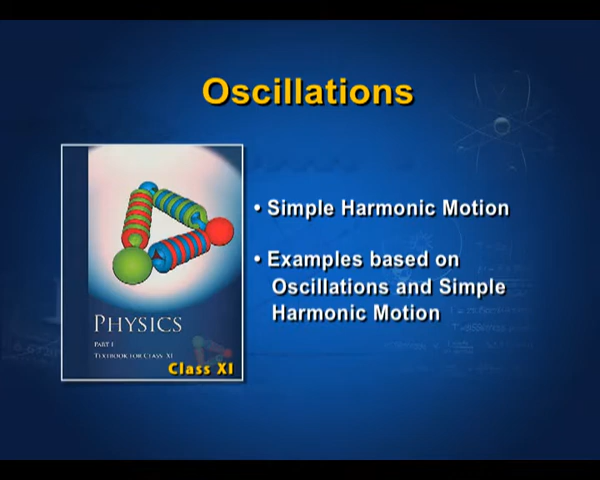 Oscillations
• Simple Harmonic Motion
• Examples based on
Oscillations and Simple
Harmonic Motion
PHYSICS
PART I
TEXTBOOK FOR CLASS XI
Class XI